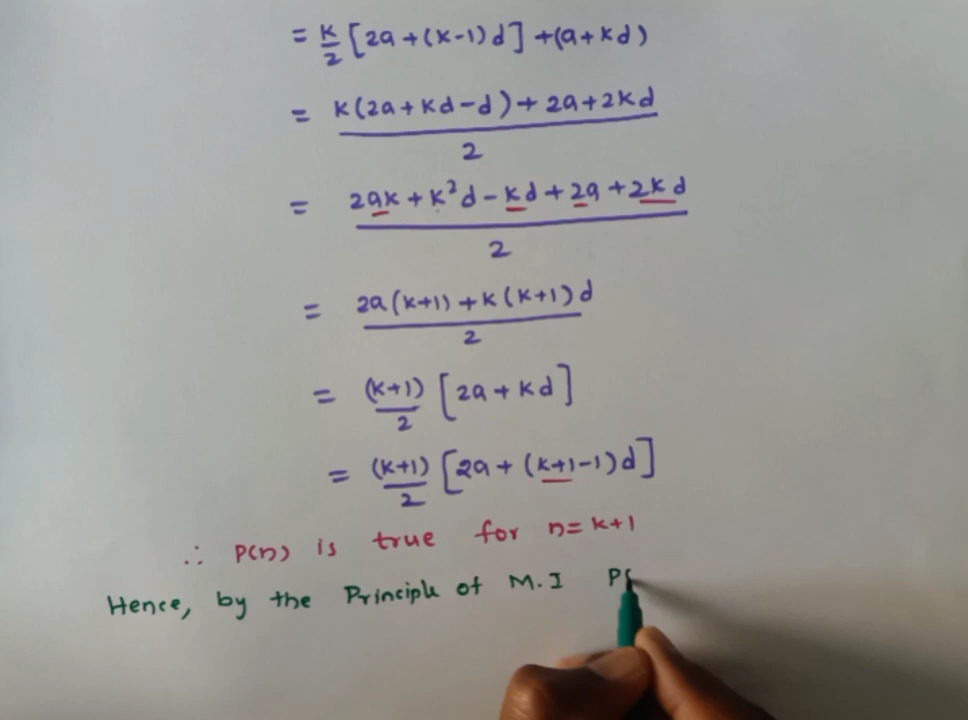 = k/2 [2a + (k-1)d] + (a+kd)
= k(2a+kd-d) + 2a+2kd / 2
= 2ak + k²d - kd + 2a + 2kd / 2
= 2a(k+1) + k(k+1)d / 2
= (k+1)/2 [2a + kd]
= (k+1)/2 [2a + (k+1-1)d]
∴ P(n) is true for n = k+1
Hence, by the Principle of M.I P(